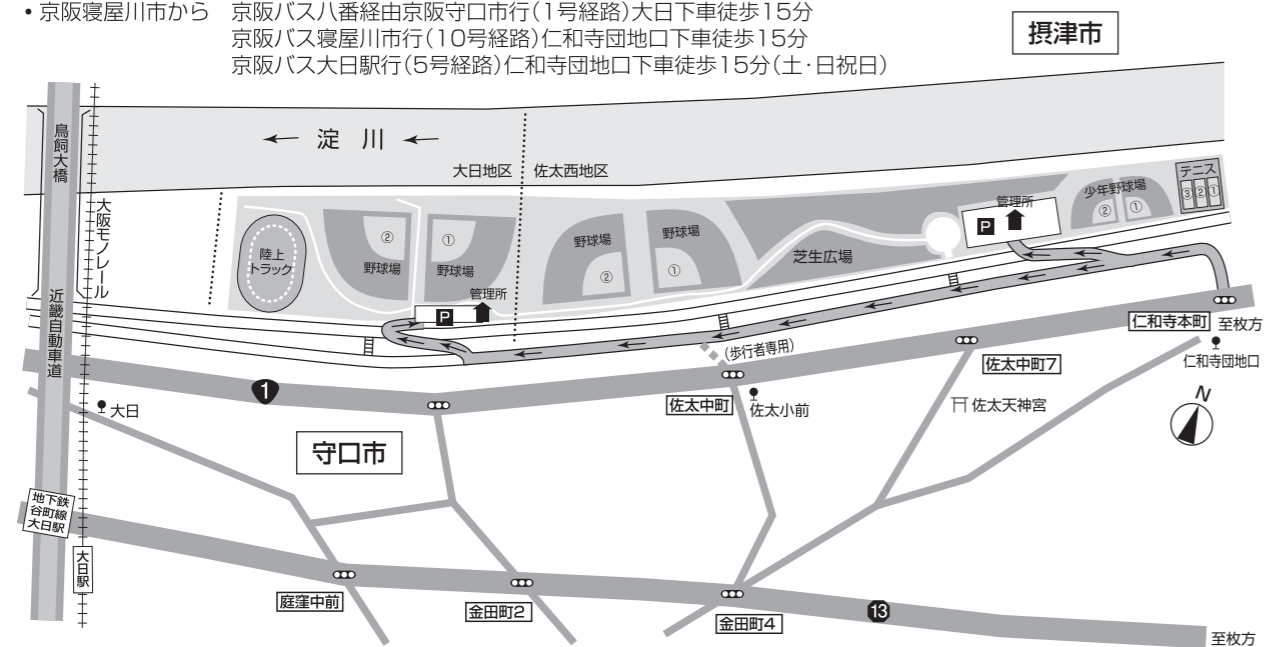 •京阪寝屋川市から　京阪バス八番経由京阪守口市行（1号経路）大日下車徒歩15分
京阪バス寝屋川市行（10号経路）仁和寺団地口下車徒歩15分
京阪バス大日駅行（5号経路）仁和寺団地口下車徒歩15分（土・日祝日）
摂津市
鳥飼大橋
← 淀川 ←
大日地区
佐太西地区
大阪モノレール
近畿自動車道
陸上
トラック
②
野球場
①
野球場
管理所
P
野球場
②
野球場
①
芝生広場
管理所
P
少年野球場
②
①
テニス
③②①
仁和寺本町
至枚方
仁和寺団地口
N
（歩行者専用）
佐太中町7
佐太中町
佐太小前
佐太天神宮
1
大日
守口市
地下鉄
谷町線
大日駅
大日駅
庭窪中前
金田町2
金田町4
13
至枚方